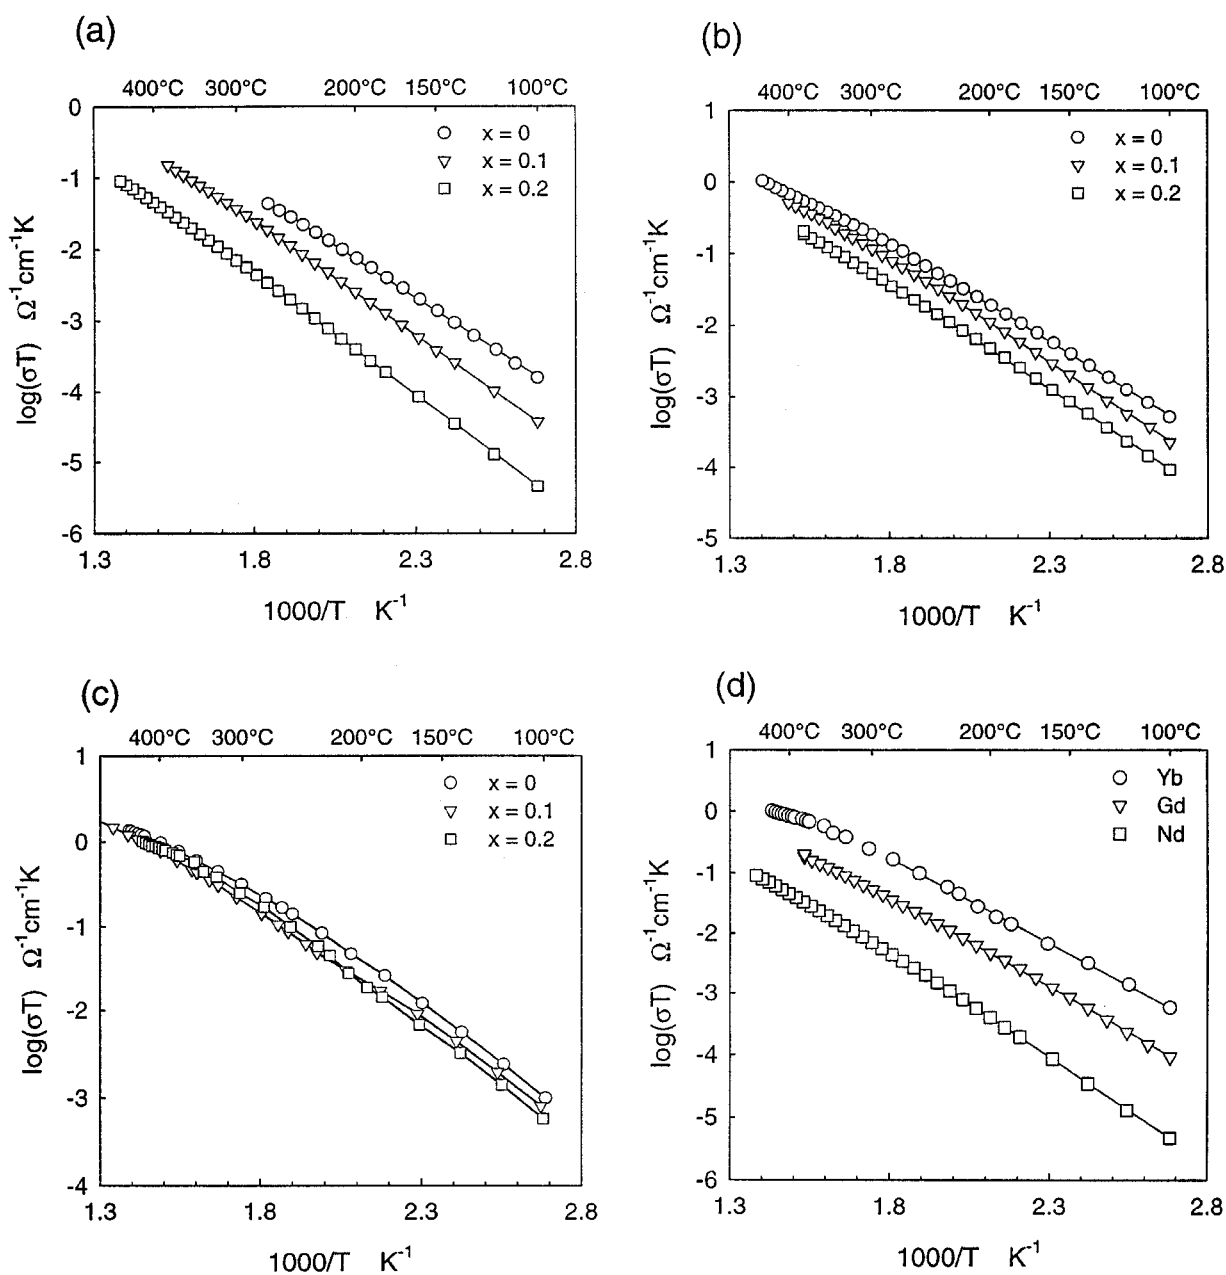 (a)
400°C 300°C 200°C 150°C 100°C
0
x = 0
x = 0.1
x = 0.2
-1
-2
-3
-4
-5
-6
log(σT) Ω⁻¹cm⁻¹K
1.3 1.8 2.3 2.8
1000/T K⁻¹
(b)
400°C 300°C 200°C 150°C 100°C
1
x = 0
x = 0.1
x = 0.2
0
-1
-2
-3
-4
-5
log(σT) Ω⁻¹cm⁻¹K
1.3 1.8 2.3 2.8
1000/T K⁻¹
(c)
400°C 300°C 200°C 150°C 100°C
1
x = 0
x = 0.1
x = 0.2
0
-1
-2
-3
-4
log(σT) Ω⁻¹cm⁻¹K
1.3 1.8 2.3 2.8
1000/T K⁻¹
(d)
400°C 300°C 200°C 150°C 100°C
1
Yb
Gd
Nd
0
-1
-2
-3
-4
-5
-6
log(σT) Ω⁻¹cm⁻¹K
1.3 1.8 2.3 2.8
1000/T K⁻¹